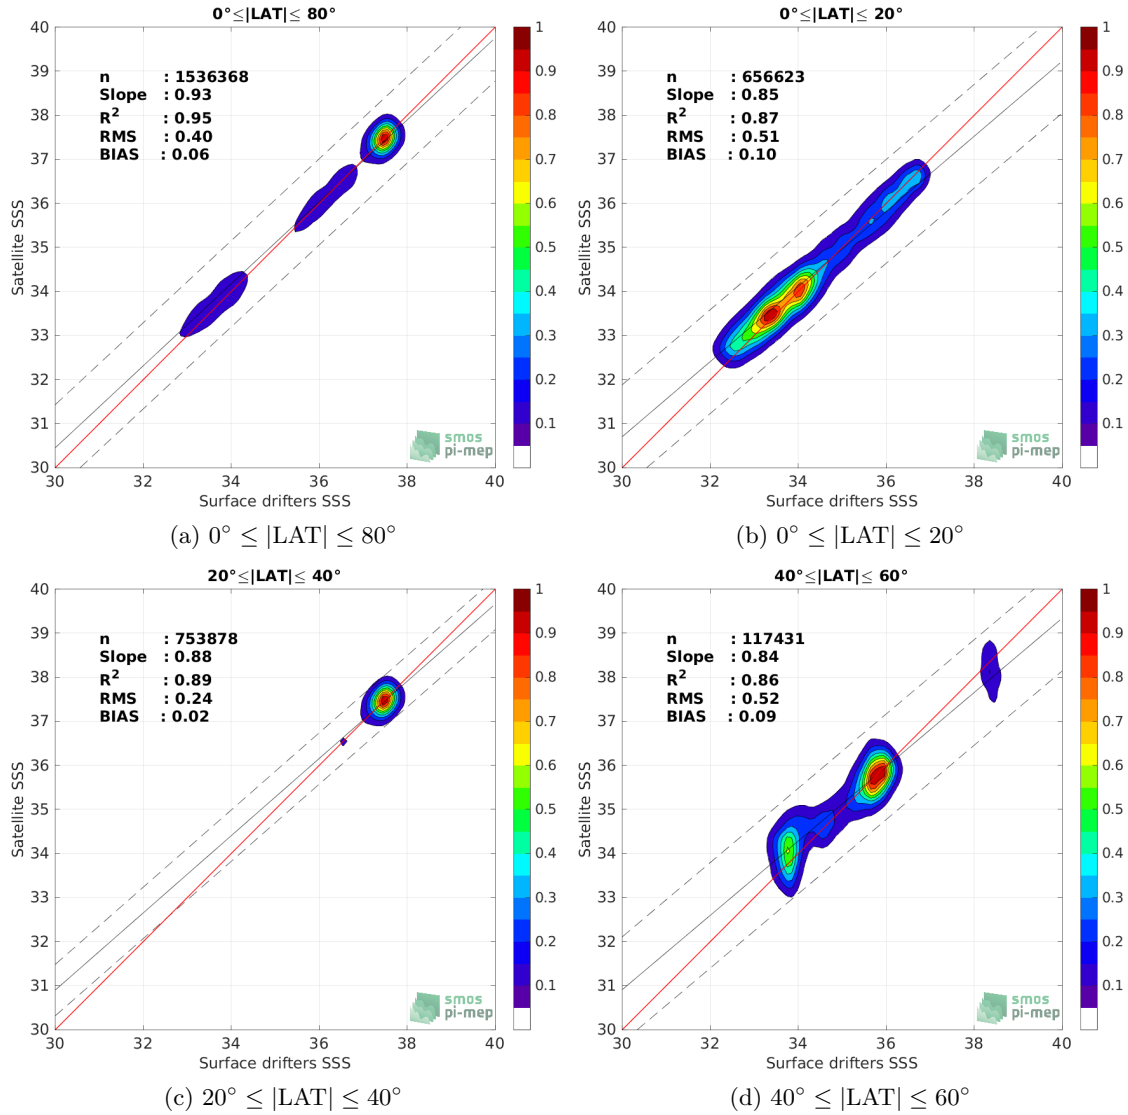 0°≤|LAT|≤ 80°
n : 1536368
Slope : 0.93
R² : 0.95
RMS : 0.40
BIAS : 0.06
40
39
38
37
36
35
34
33
32
31
30
Satellite SSS
30 32 34 36 38 40
Surface drifters SSS
1
0.9
0.8
0.7
0.6
0.5
0.4
0.3
0.2
0.1
smos
pi-mep
(a) 0° ≤ |LAT| ≤ 80°
0°≤|LAT|≤ 20°
n : 656623
Slope : 0.85
R² : 0.87
RMS : 0.51
BIAS : 0.10
40
39
38
37
36
35
34
33
32
31
30
Satellite SSS
30 32 34 36 38 40
Surface drifters SSS
1
0.9
0.8
0.7
0.6
0.5
0.4
0.3
0.2
0.1
smos
pi-mep
(b) 0° ≤ |LAT| ≤ 20°
20°≤|LAT|≤ 40°
n : 753878
Slope : 0.88
R² : 0.89
RMS : 0.24
BIAS : 0.02
40
39
38
37
36
35
34
33
32
31
30
Satellite SSS
30 32 34 36 38 40
Surface drifters SSS
1
0.9
0.8
0.7
0.6
0.5
0.4
0.3
0.2
0.1
smos
pi-mep
(c) 20° ≤ |LAT| ≤ 40°
40°≤|LAT|≤ 60°
n : 117431
Slope : 0.84
R² : 0.86
RMS : 0.52
BIAS : 0.09
40
39
38
37
36
35
34
33
32
31
30
Satellite SSS
30 32 34 36 38 40
Surface drifters SSS
1
0.9
0.8
0.7
0.6
0.5
0.4
0.3
0.2
0.1
smos
pi-mep
(d) 40° ≤ |LAT| ≤ 60°